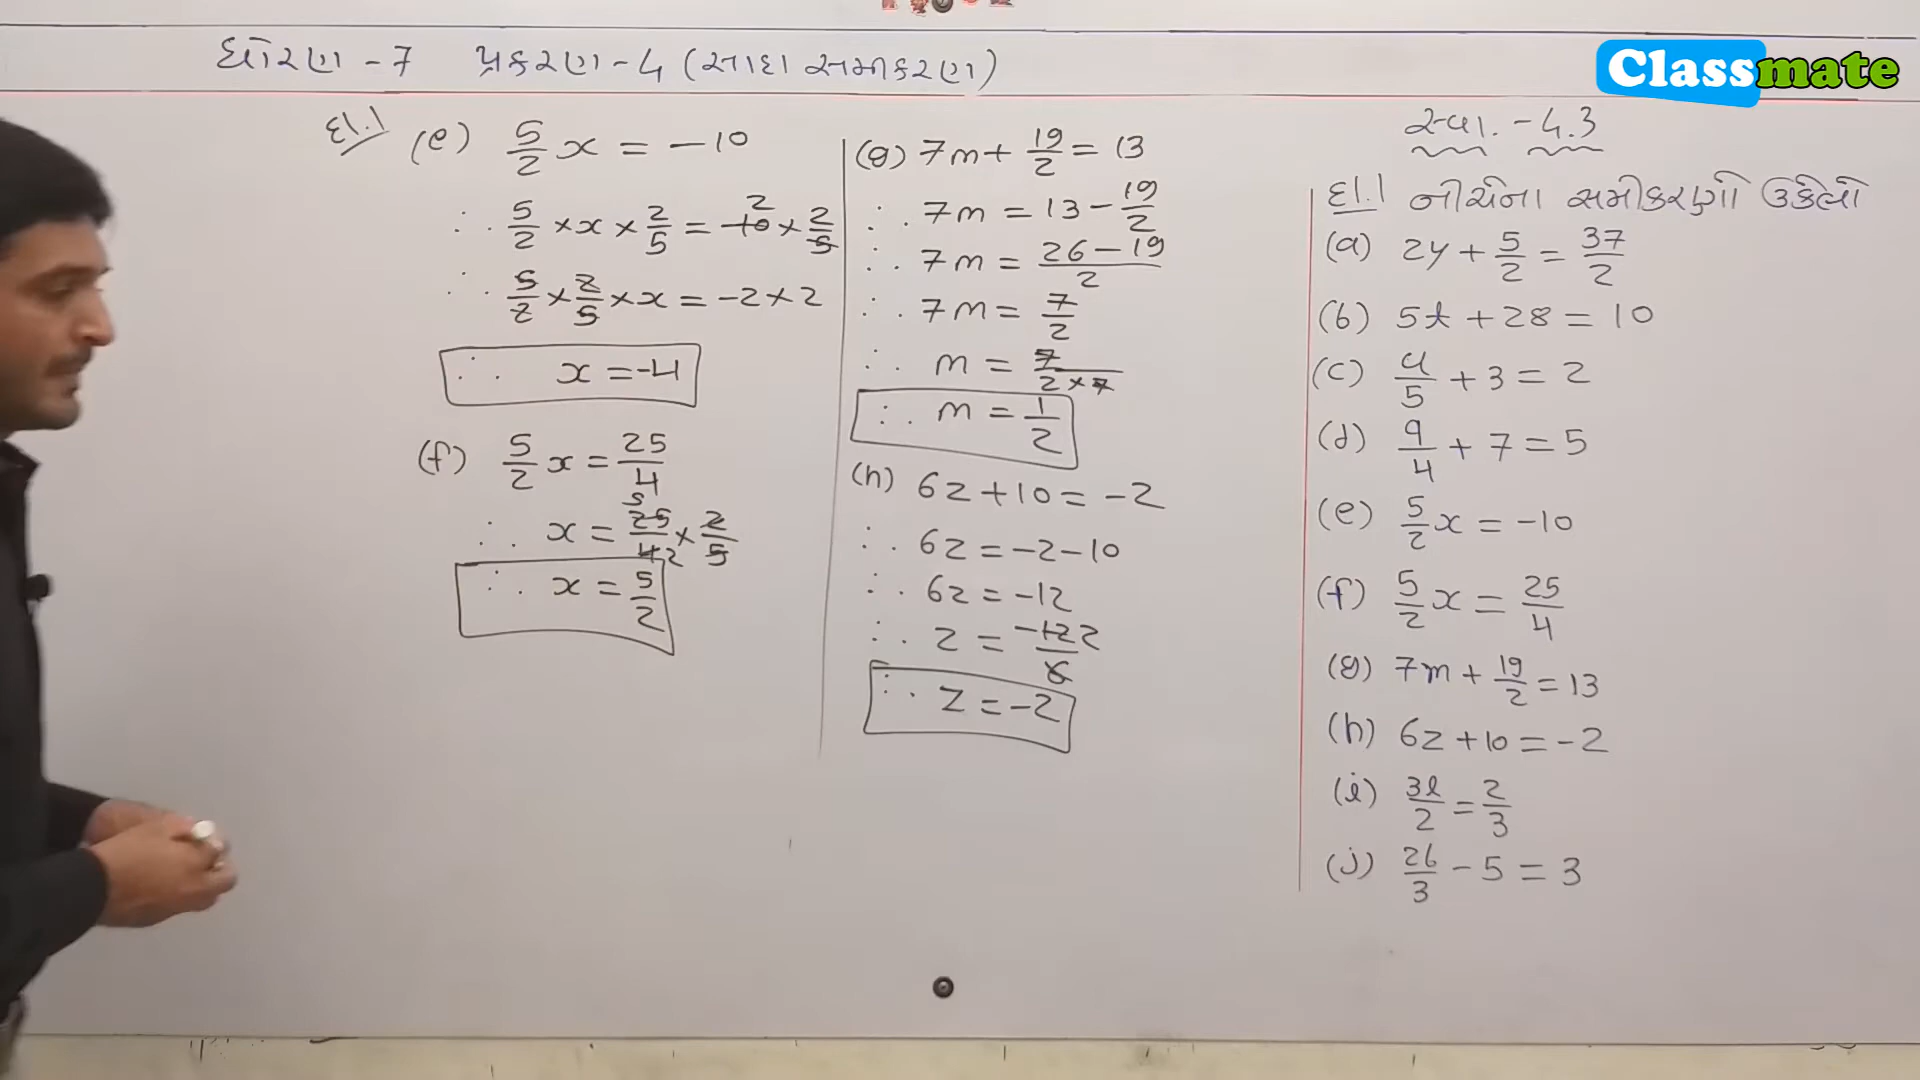 ધોરણ -7 પ્રકરણ-4 (સાદા સમીકરણ)
Classmate
દા.1
(e) 5/2 x = -10
∴ 5/2 × x × 2/5 = -10 2 × 2/5
∴ 5/2 × 2/5 × x = -2 × 2
∴ x = -4
(f) 5/2 x = 25/4
∴ x = 25 5/4 2 × 2/5
∴ x = 5/2
(g) 7m + 19/2 = 13
∴ 7m = 13 - 19/2
∴ 7m = 26 - 19/2
∴ 7m = 7/2
∴ m = 7/2×7
∴ m = 1/2
(h) 6z + 10 = -2
∴ 6z = -2 - 10
∴ 6z = -12
∴ z = -12 2/6
∴ z = -2
સ્વા. - 4.3
દા.1 નીચેના સમીકરણો ઉકેલો
(a) 2y + 5/2 = 37/2
(b) 5t + 28 = 10
(c) a/5 + 3 = 2
(d) q/4 + 7 = 5
(e) 5/2 x = -10
(f) 5/2 x = 25/4
(g) 7m + 19/2 = 13
(h) 6z + 10 = -2
(i) 3l/2 = 2/3
(j) 2b/3 - 5 = 3